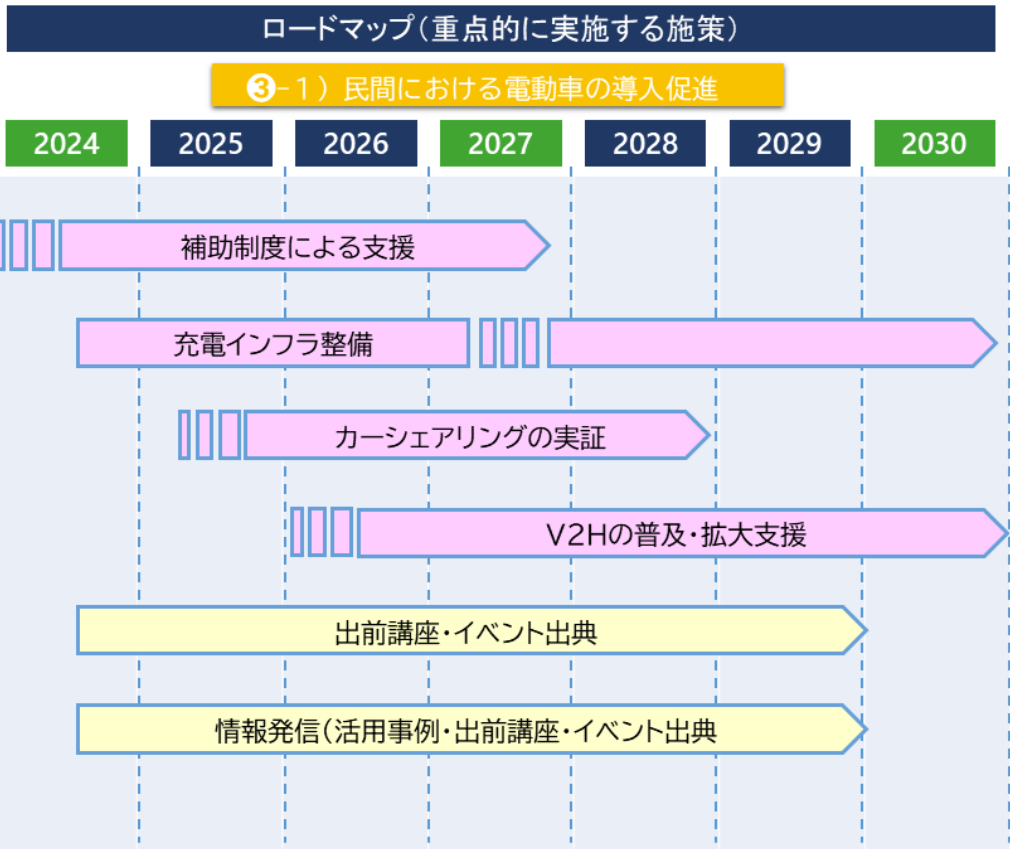 ロードマップ（重点的に実施する施策）
❸-１）民間における電動車の導入促進
2024 2025 2026 2027 2028 2029 2030
補助制度による支援
充電インフラ整備
カーシェアリングの実証
V2Hの普及・拡大支援
出前講座・イベント出典
情報発信（活用事例・出前講座・イベント出典